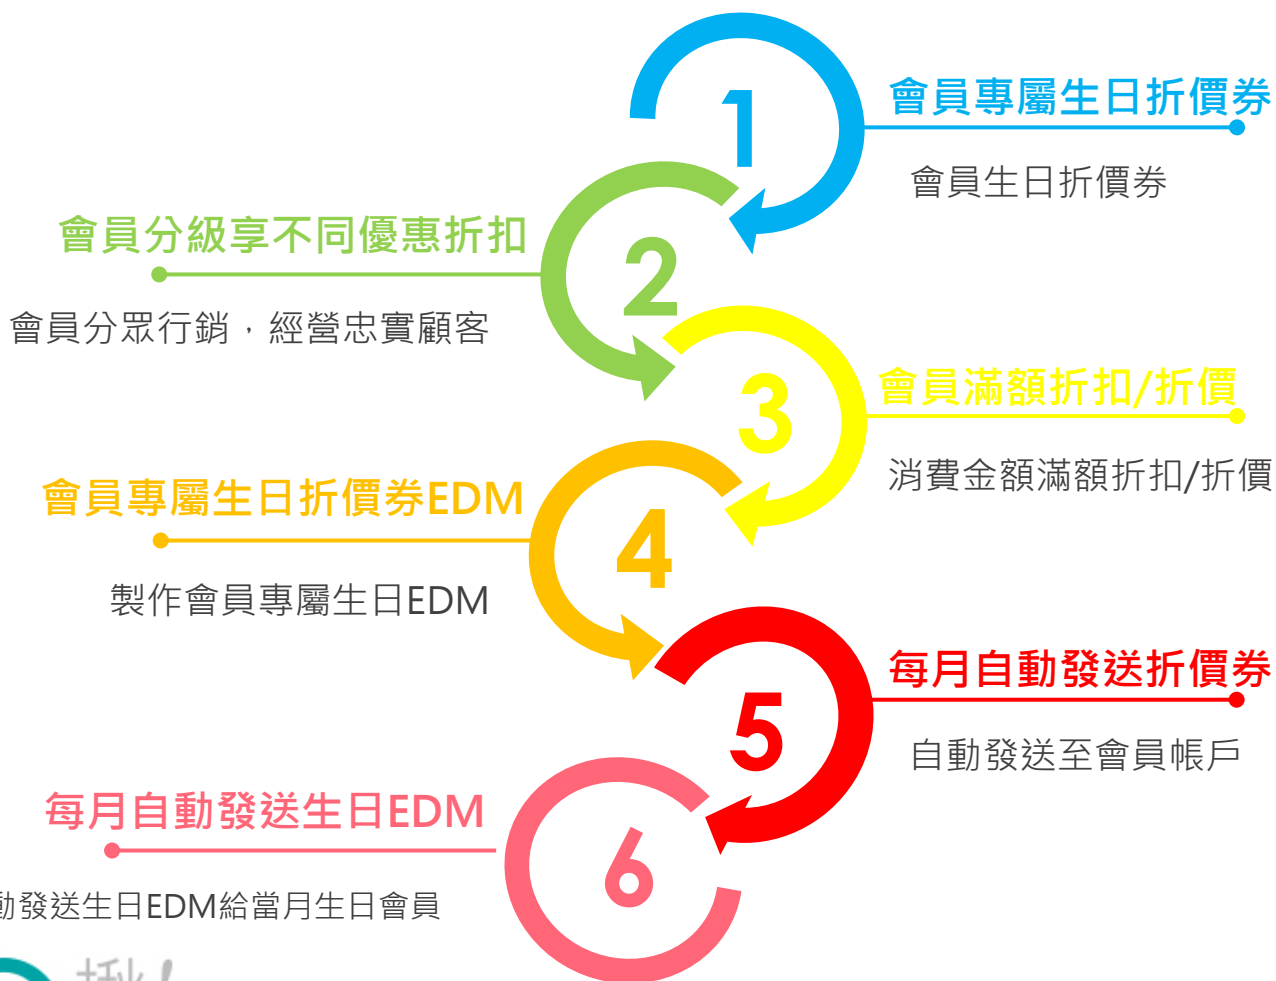 1
會員專屬生日折價券
會員生日折價券
會員分級享不同優惠折扣
2
會員分眾行銷，經營忠實顧客
會員滿額折扣/折價
3
消費金額滿額折扣/折價
會員專屬生日折價券EDM
4
製作會員專屬生日EDM
每月自動發送折價券
5
自動發送至會員帳戶
每月自動發送生日EDM
6
動發送生日EDM給當月生日會員